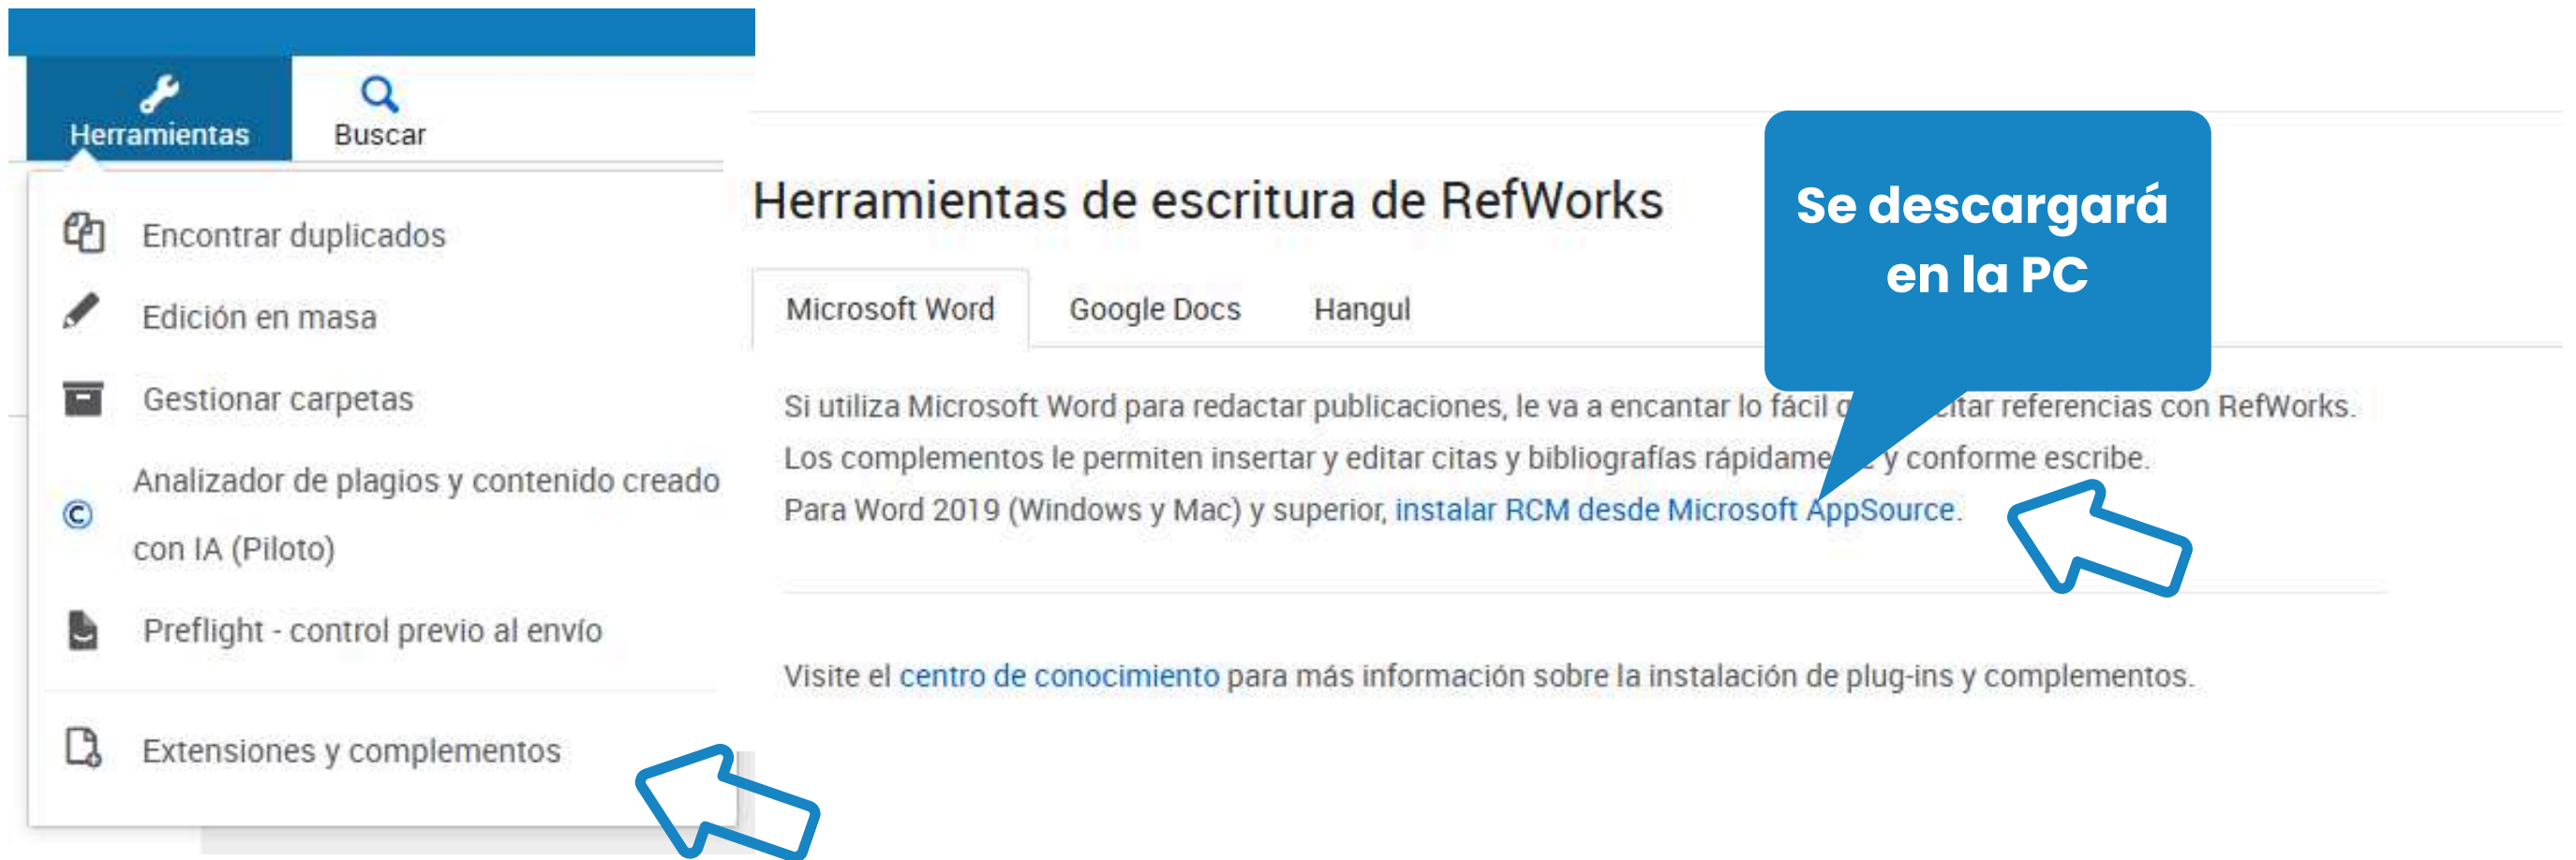 Herramientas
Buscar
Encontrar duplicados
Edición en masa
Gestionar carpetas
Analizador de plagios y contenido creado
con IA (Piloto)
Preflight - control previo al envío
Extensiones y complementos
Herramientas de escritura de RefWorks
Microsoft Word
Google Docs
Hangul
Se descargará
en la PC
Si utiliza Microsoft Word para redactar publicaciones, le va a encantar lo fácil citar referencias con RefWorks.
Los complementos le permiten insertar y editar citas y bibliografías rápidamente y conforme escribe.
Para Word 2019 (Windows y Mac) y superior, instalar RCM desde Microsoft AppSource.
Visite el centro de conocimiento para más información sobre la instalación de plug-ins y complementos.